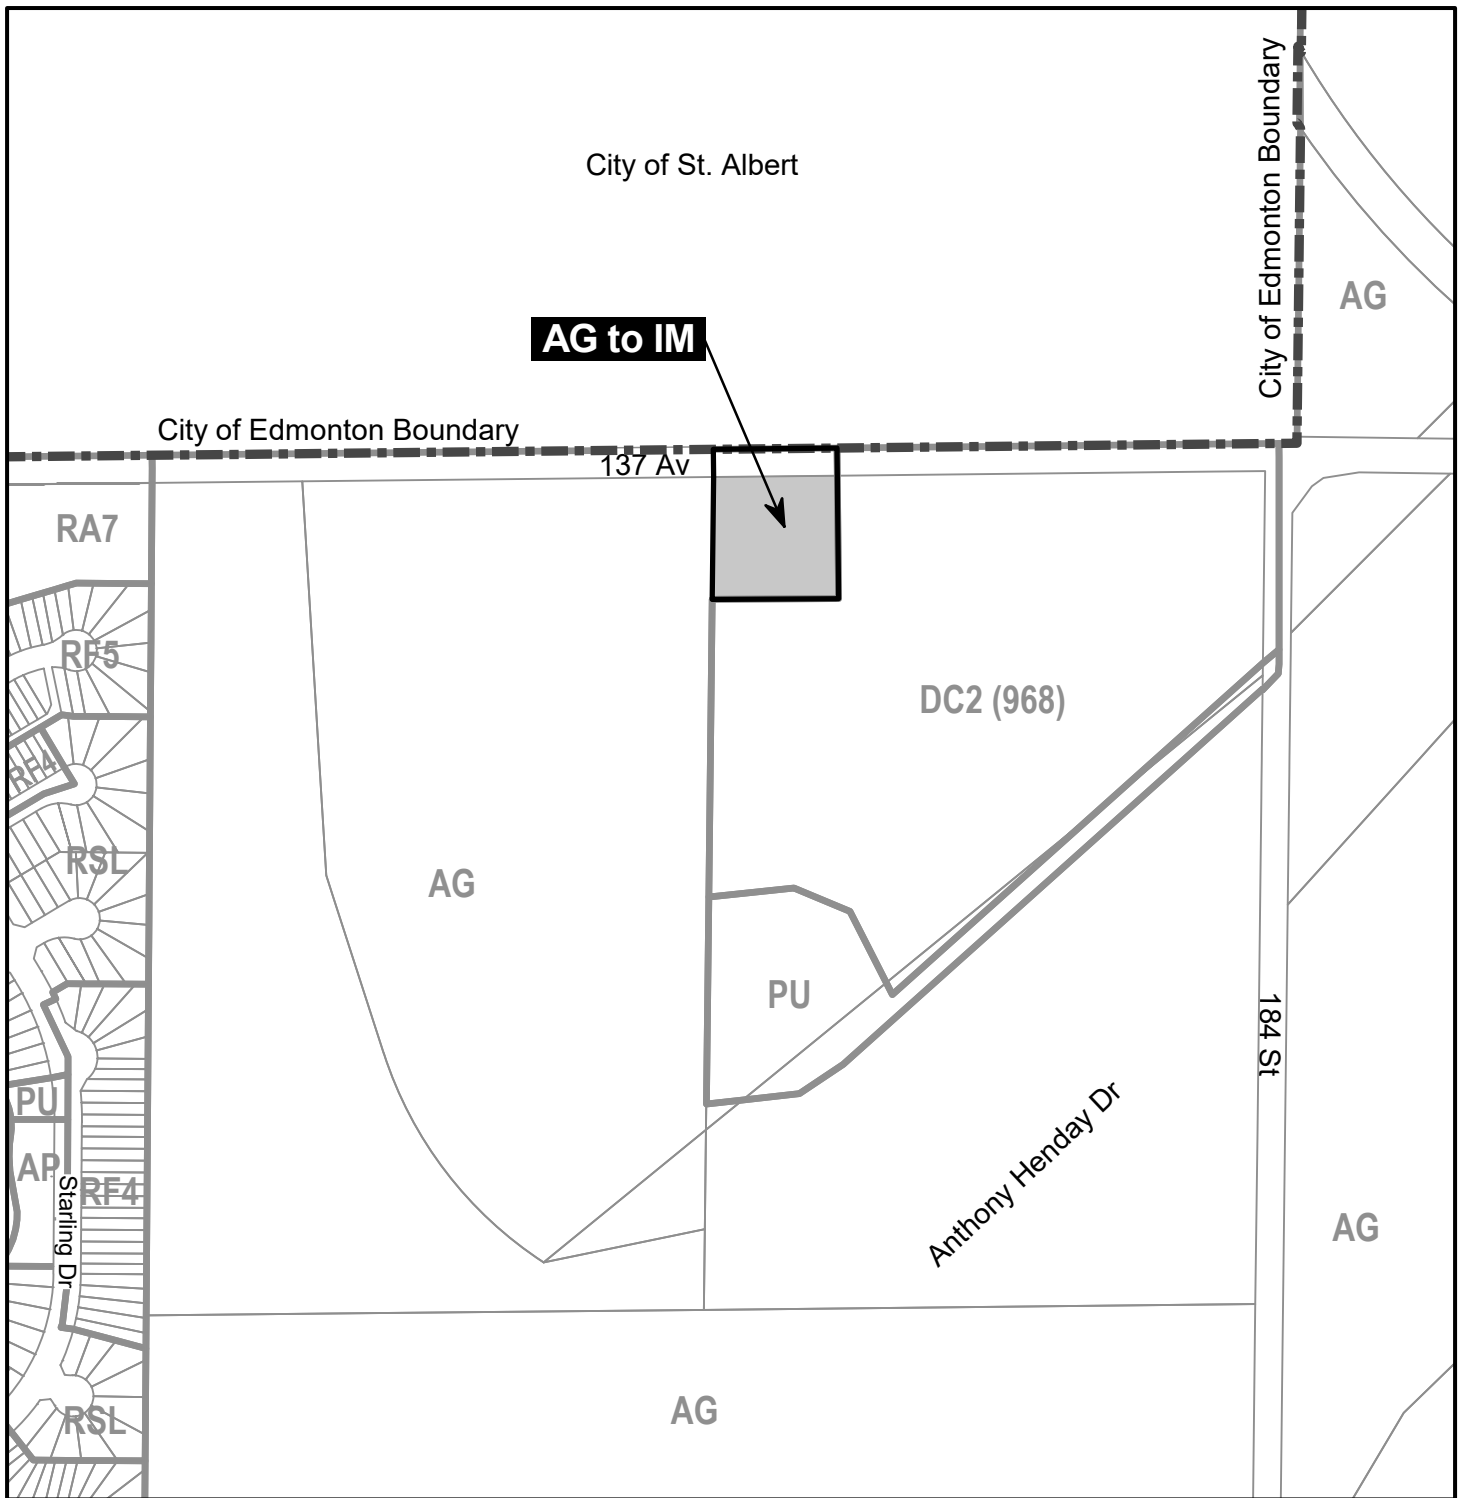 City of St. Albert
City of Edmonton Boundary
AG
AG to IM
City of Edmonton Boundary
137 Av
RA7
RF5
DC2 (968)
RF4
RSL
AG
PU
184 St
PU
Anthony Henday Dr
AP
RF4
Starling Dr
AG
AG
RSL